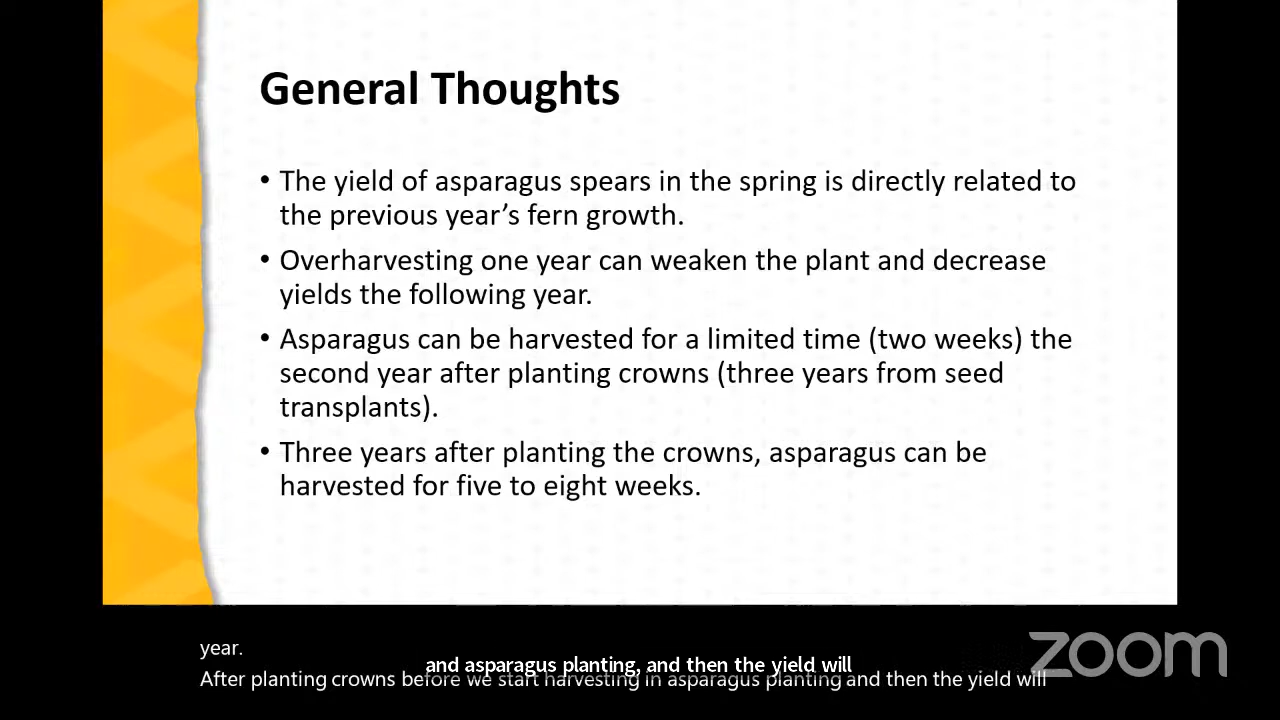 General Thoughts
• The yield of asparagus spears in the spring is directly related to
the previous year’s fern growth.
• Overharvesting one year can weaken the plant and decrease
yields the following year.
• Asparagus can be harvested for a limited time (two weeks) the
second year after planting crowns (three years from seed
transplants).
• Three years after planting the crowns, asparagus can be
harvested for five to eight weeks.
year.
and asparagus planting, and then the yield will
After planting crowns before we start harvesting in asparagus planting and then the yield will
zoom